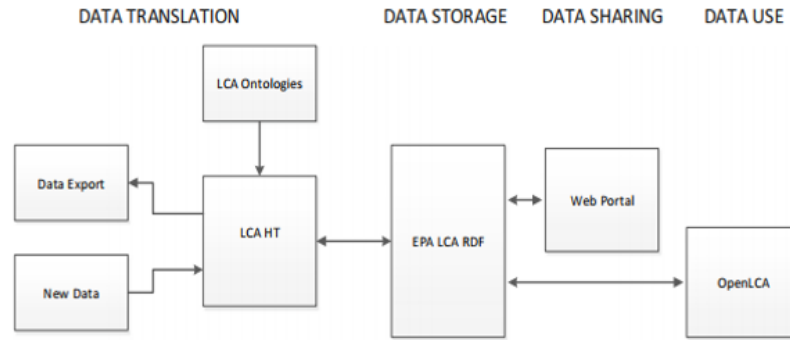 DATA TRANSLATION
DATA STORAGE
DATA SHARING
DATA USE
LCA Ontologies
Data Export
LCA HT
New Data
EPA LCA RDF
Web Portal
OpenLCA